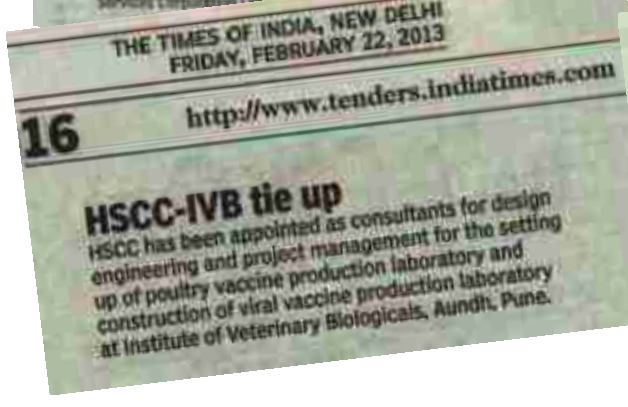 THE TIMES OF INDIA, NEW DELHI
FRIDAY, FEBRUARY 22, 2013
16
http://www.tenders.indiatimes.com
HSCC-IVB tie up
HSCC has been appointed as consultants for design
engineering and project management for the setting
up of poultry vaccine production laboratory and
construction of viral vaccine production laboratory
at Institute of Veterinary Biologicals, Aundh, Pune.